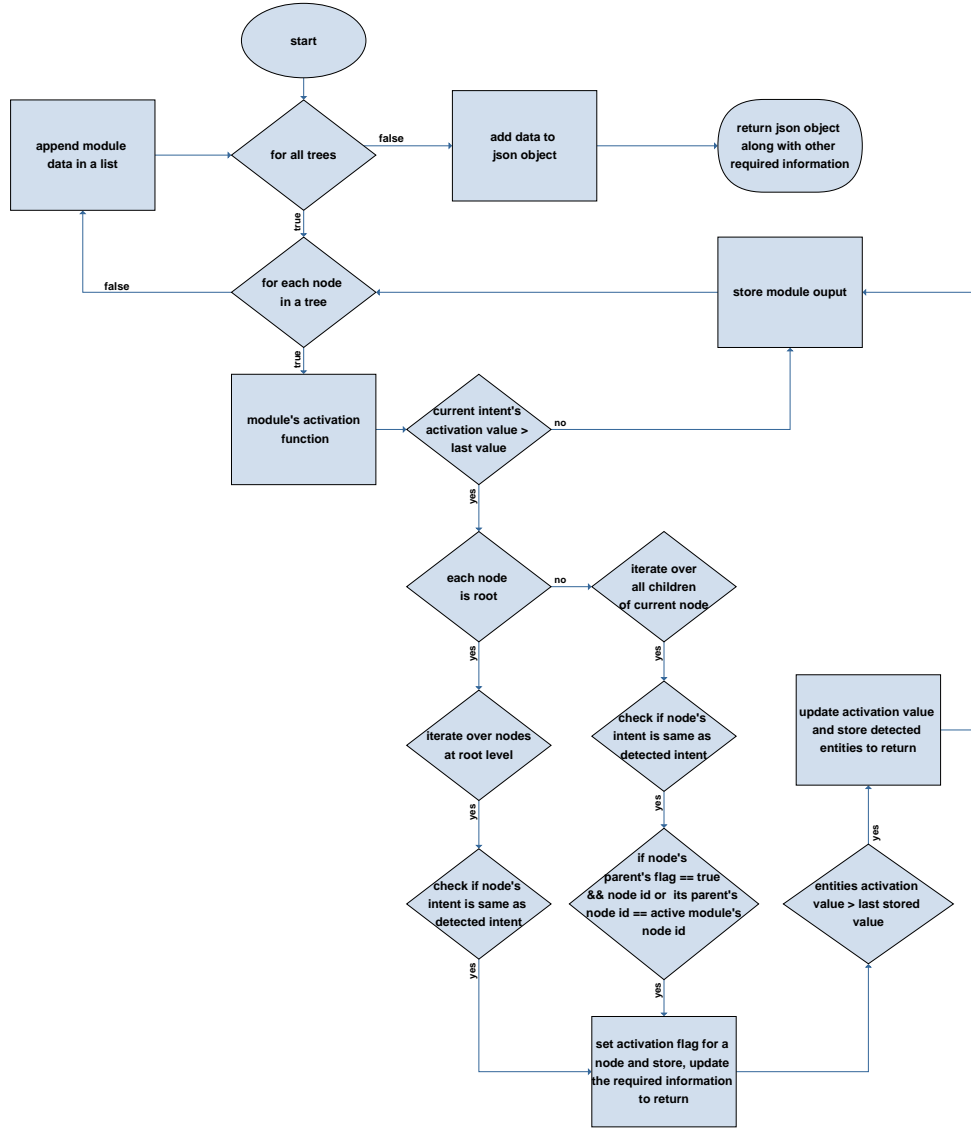 start
append module
data in a list
for all trees
false
add data to
json object
return json object
along with other
required information
true
for each node
in a tree
false
store module ouput
true
module's activation
function
current intent's
activation value >
last value
no
yes
each node
is root
no
iterate over
all children
of current node
yes
yes
iterate over nodes
at root level
check if node's
intent is same as
detected intent
update activation value
and store detected
entities to return
yes
yes
yes
check if node's
intent is same as
detected intent
if node's
parent's flag == true
&& node id or its parent's
node id == active module's
node id
entities activation
value > last stored
value
yes
yes
set activation flag for a
node and store, update
the required information
to return